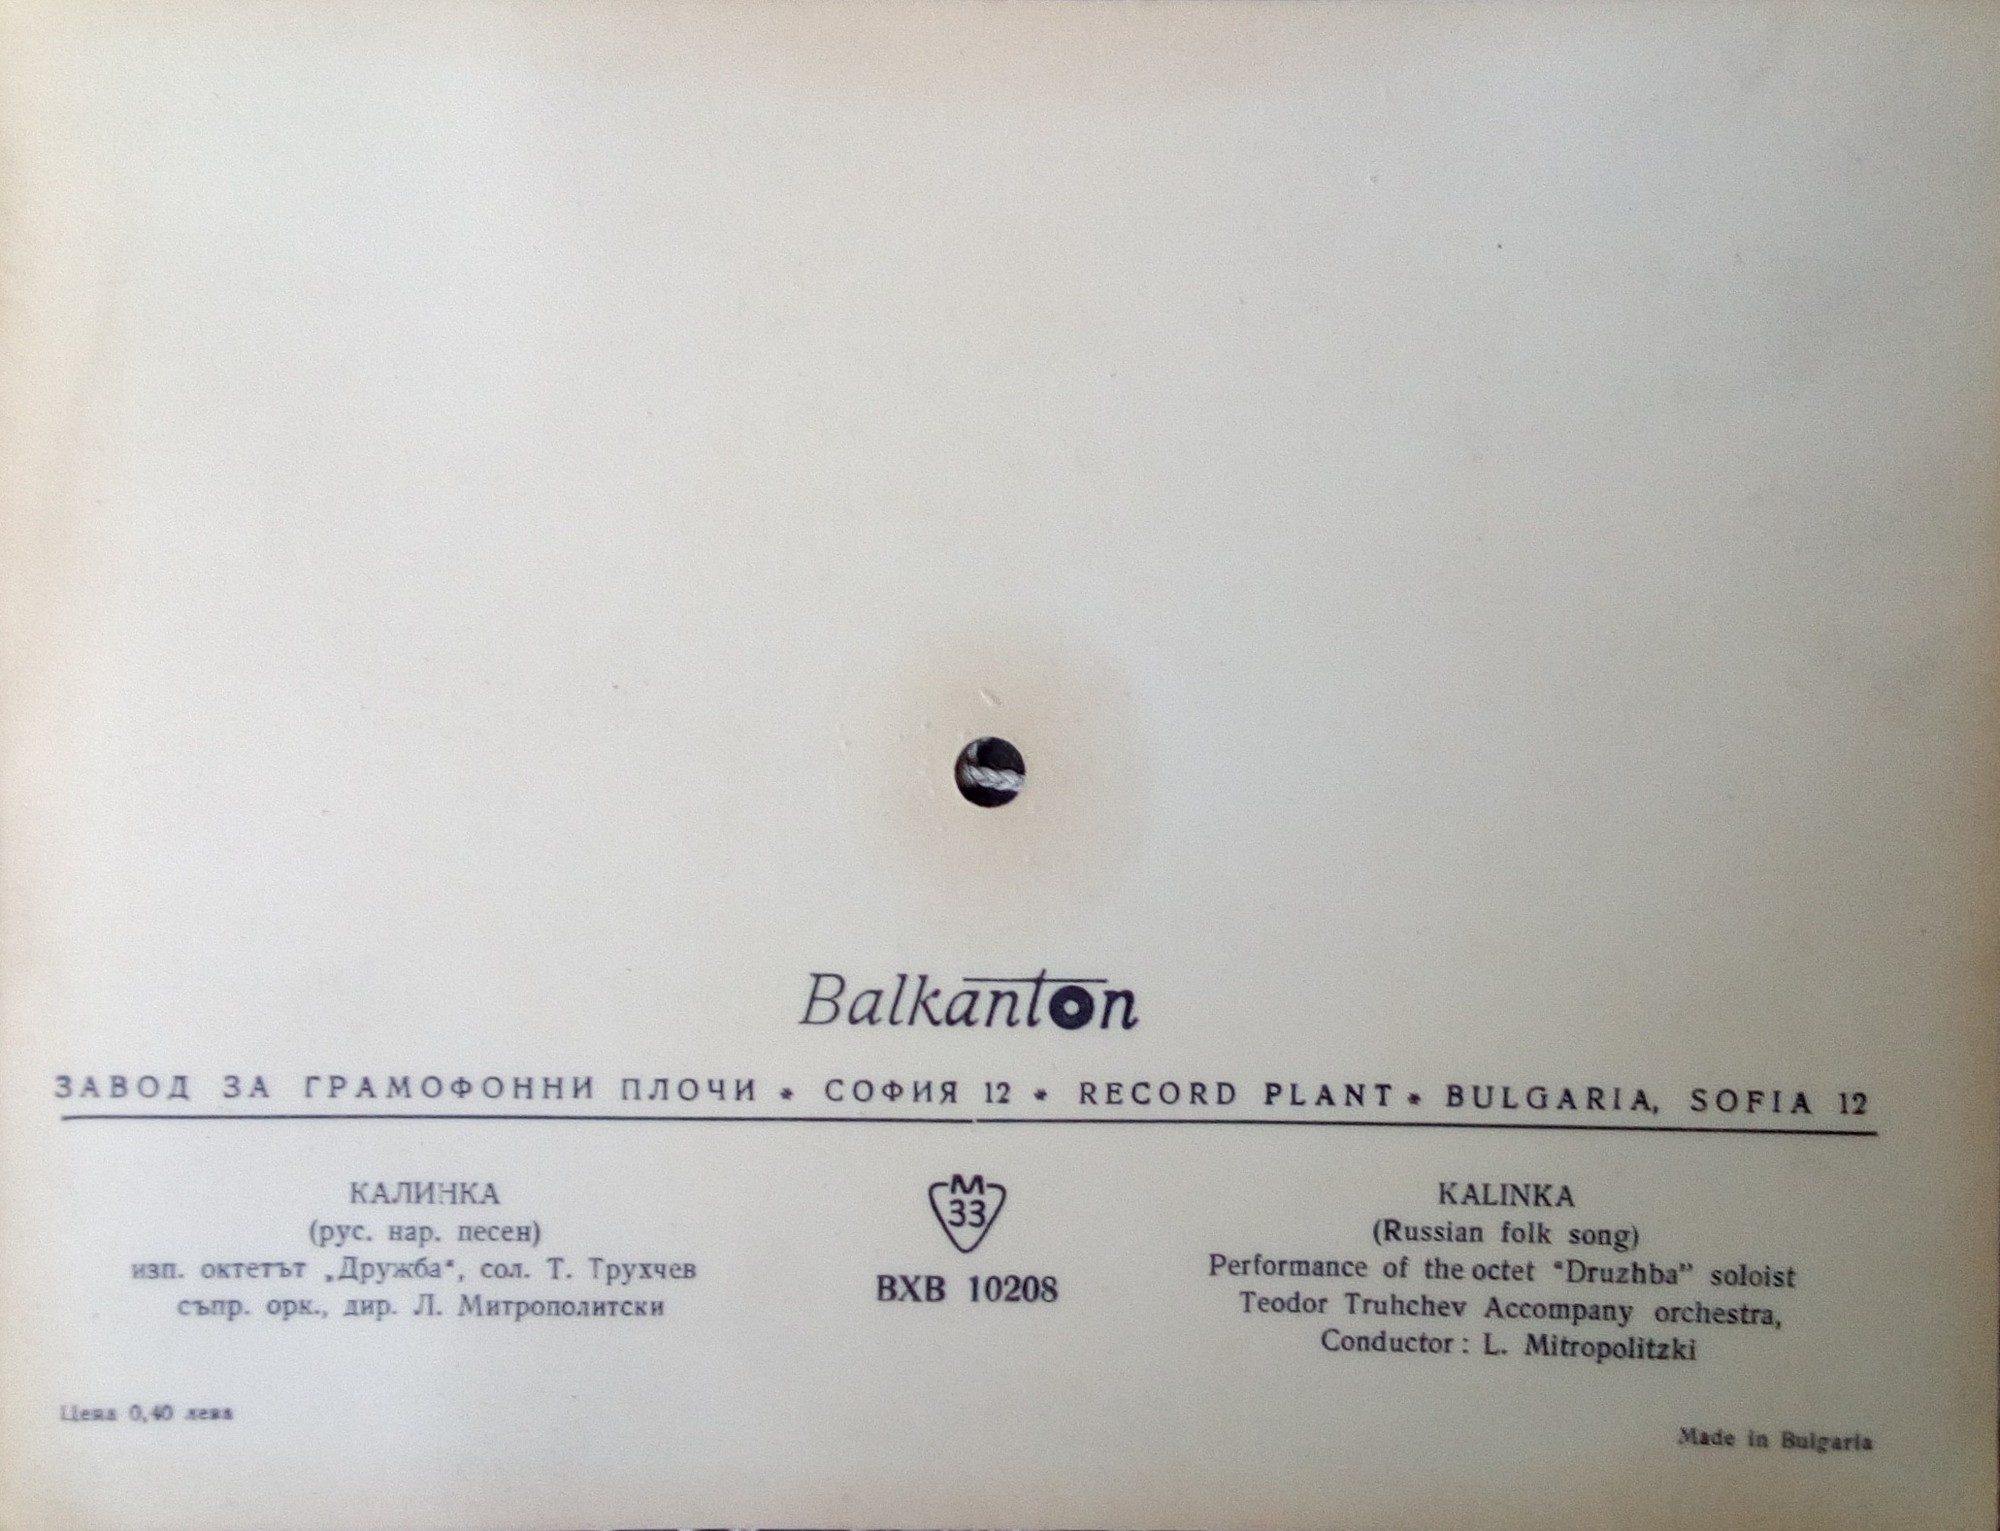 Balkanton
ЗАВОД ЗА ГРАМОФОННИ ПЛОЧИ * СОФИЯ 12 * RECORD PLANT * BULGARIA, SOFIA 12
КАЛИНКА
(рус. нар. песен)
изп. октетът „Дружба“, сол. Т. Трухчев
съпр. орк., дир. Л. Митрополитски
Цена 0,40 лева
М
33
ВХВ 10208
KALINKA
(Russian folk song)
Performance of the octet “Druzhba” soloist
Teodor Truhchev Accompany orchestra,
Conductor: L. Mitropolitzki
Made in Bulgaria